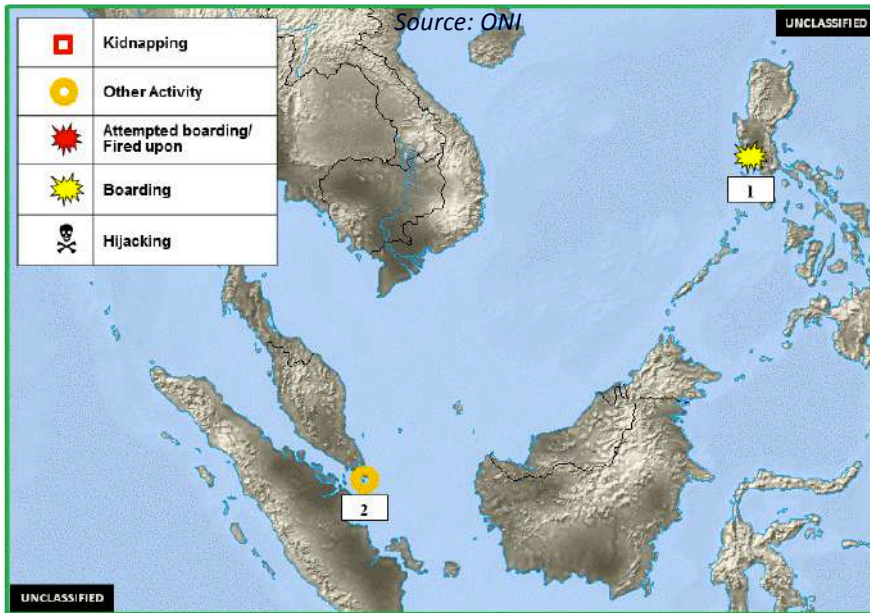 Source: ONI
UNCLASSIFIED
Kidnapping
Other Activity
Attempted boarding/
Fired upon
Boarding
Hijacking
1
2
UNCLASSIFIED